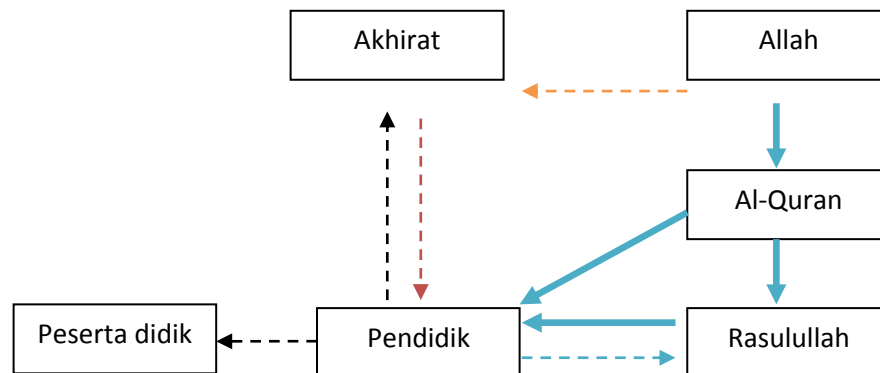 Akhirat
Allah
Al-Quran
Peserta didik
Pendidik
Rasulullah